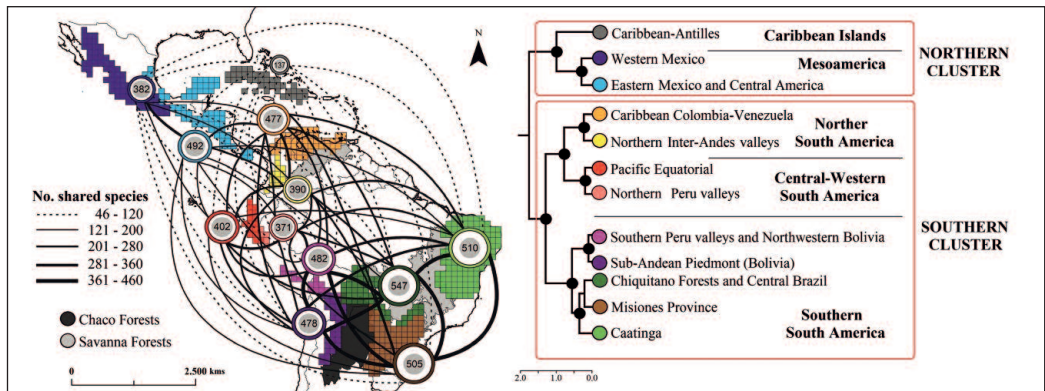 382
137
477
492
390
402
371
482
510
547
478
505
No. shared species
46 - 120
121 - 200
201 - 280
281 - 360
361 - 460
Chaco Forests
Savanna Forests
0 2.500 kms
N
Caribbean-Antilles
Caribbean Islands
Western Mexico
Mesoamerica
Eastern Mexico and Central America
NORTHERN
CLUSTER
Caribbean Colombia-Venezuela
Norther
Northern Inter-Andes valleys
South America
Pacific Equatorial
Central-Western
Northern Peru valleys
South America
Southern Peru valleys and Northwestern Bolivia
Sub-Andean Piedmont (Bolivia)
Chiquitano Forests and Central Brazil
Misiones Province
Southern
Caatinga
South America
SOUTHERN
CLUSTER
2.0 1.0 0.0